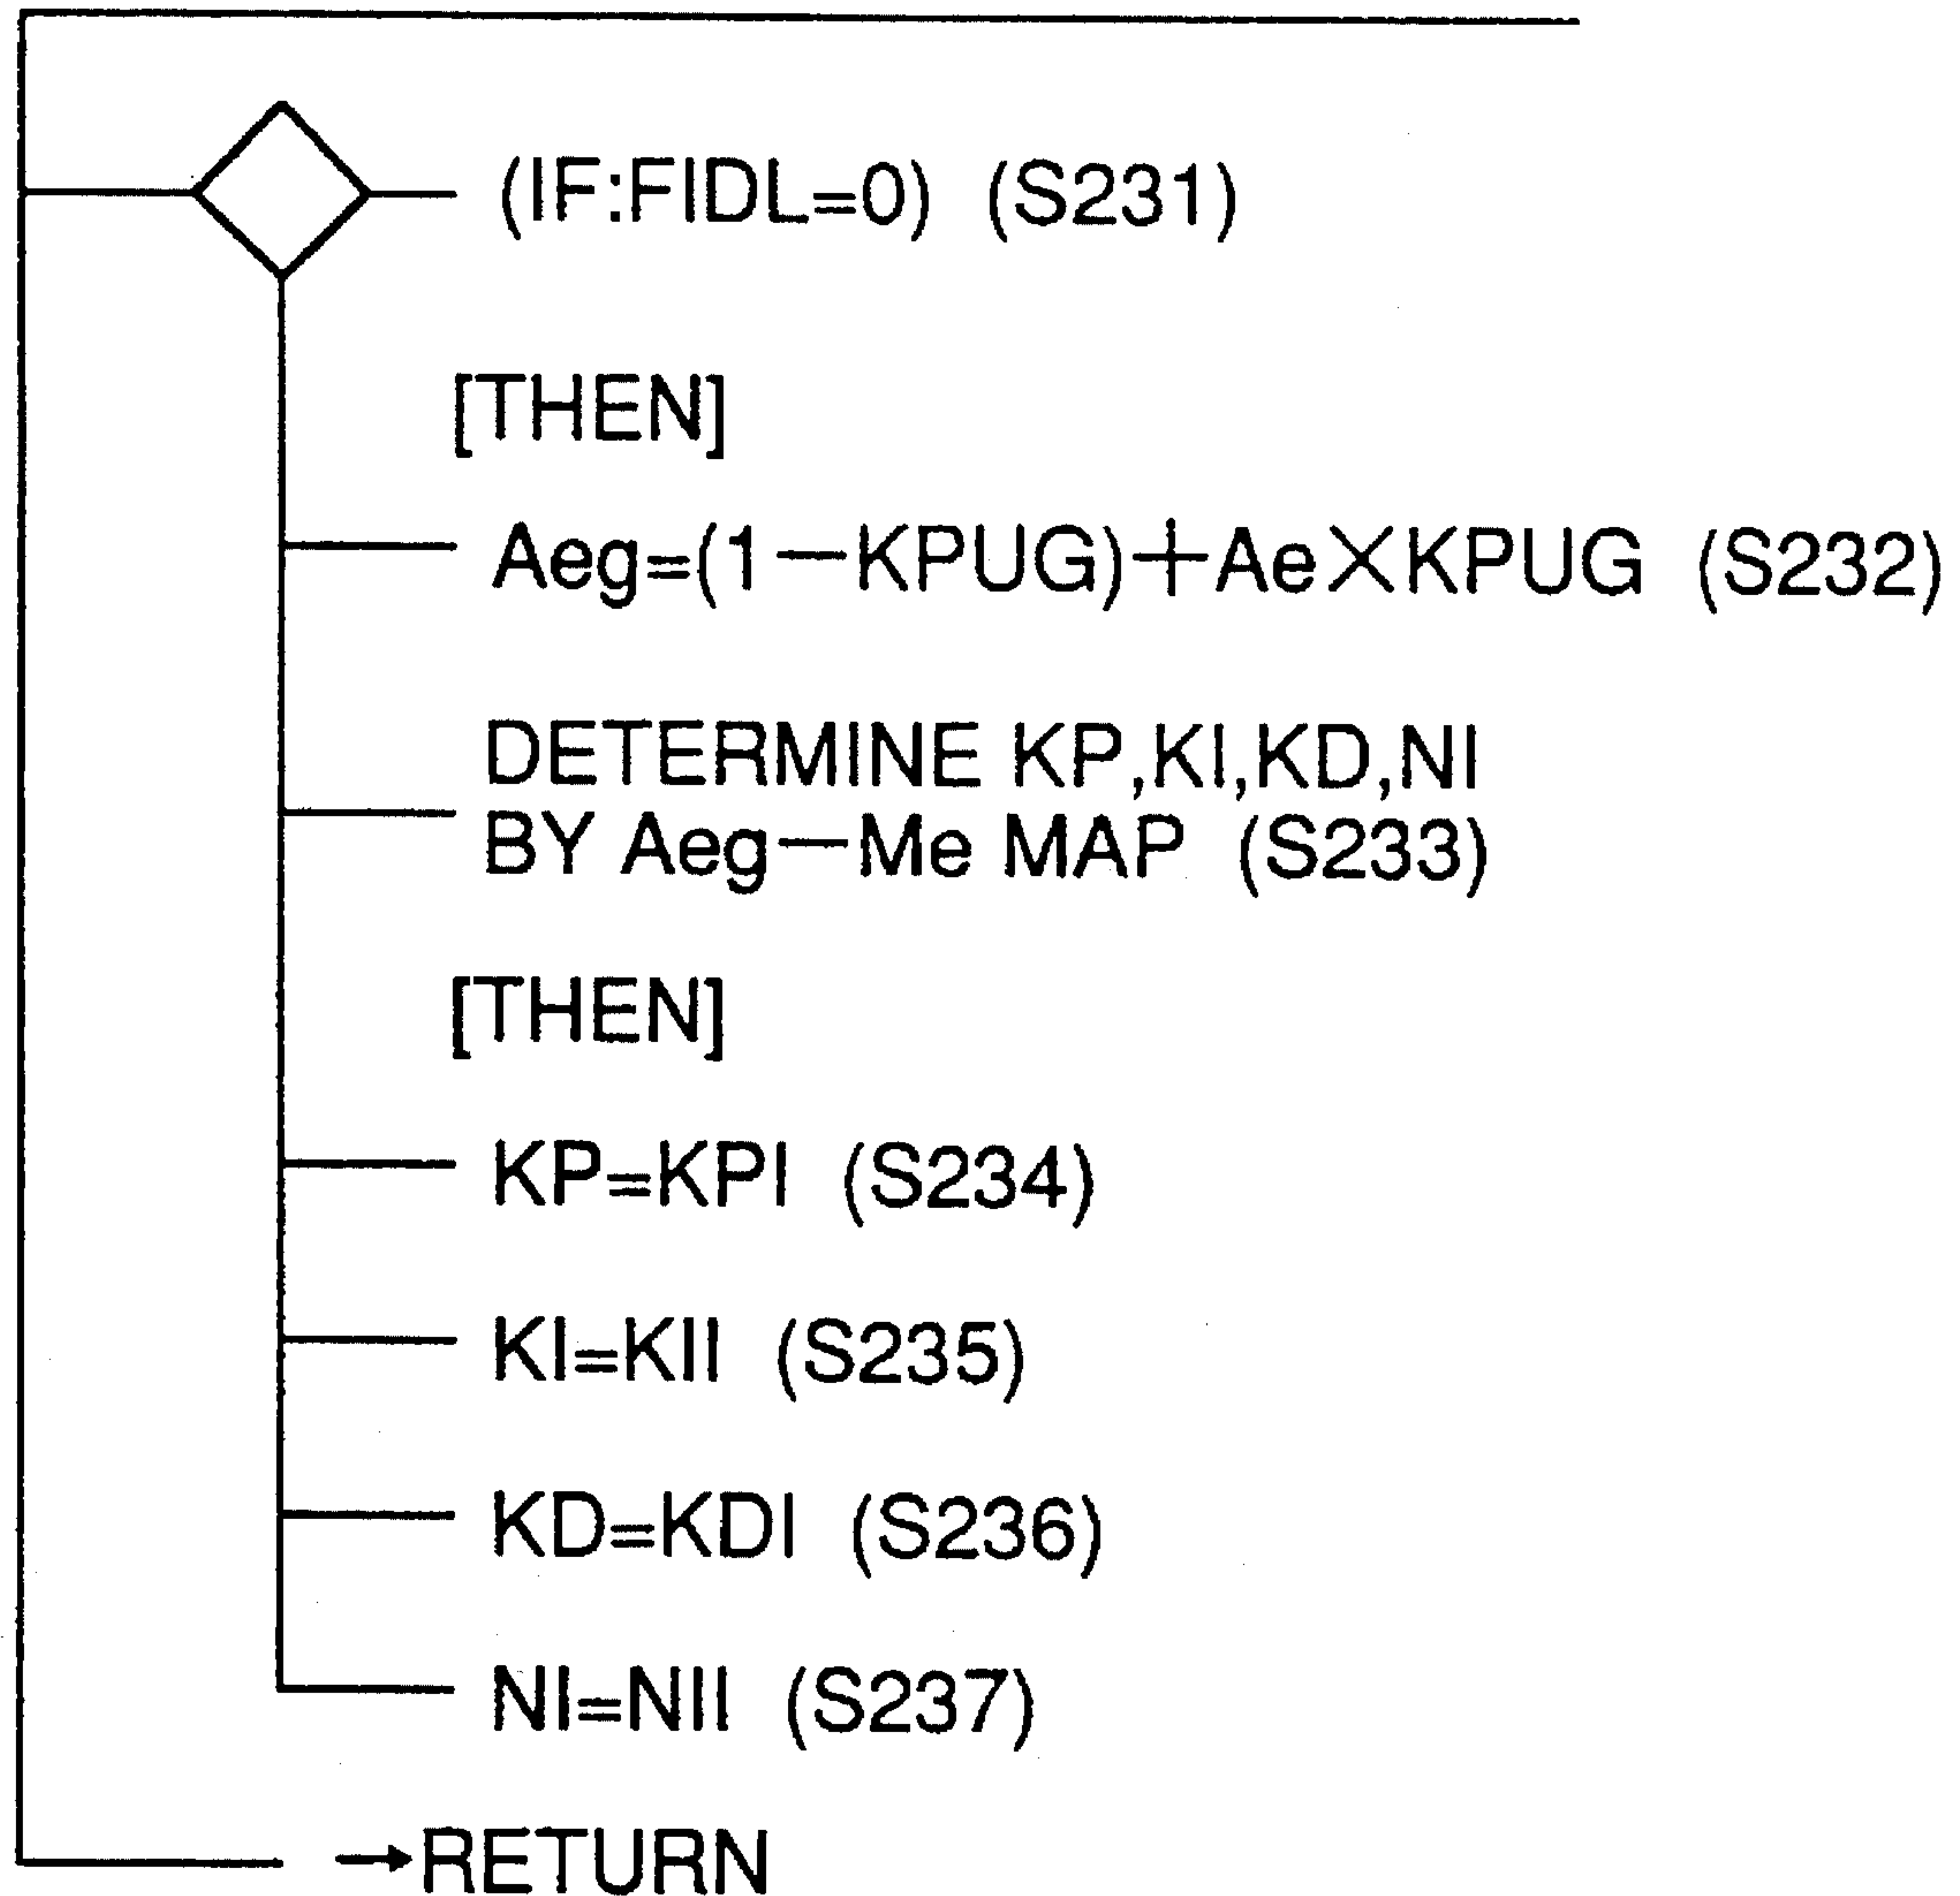 (IF:FIDL=0) (S231)
[THEN]
Aeg=(1−KPUG)+Ae×KPUG (S232)
DETERMINE KP,KI,KD,NI
BY Aeg−Me MAP (S233)
[THEN]
KP=KPI (S234)
KI=KII (S235)
KD=KDI (S236)
NI=NII (S237)
→RETURN